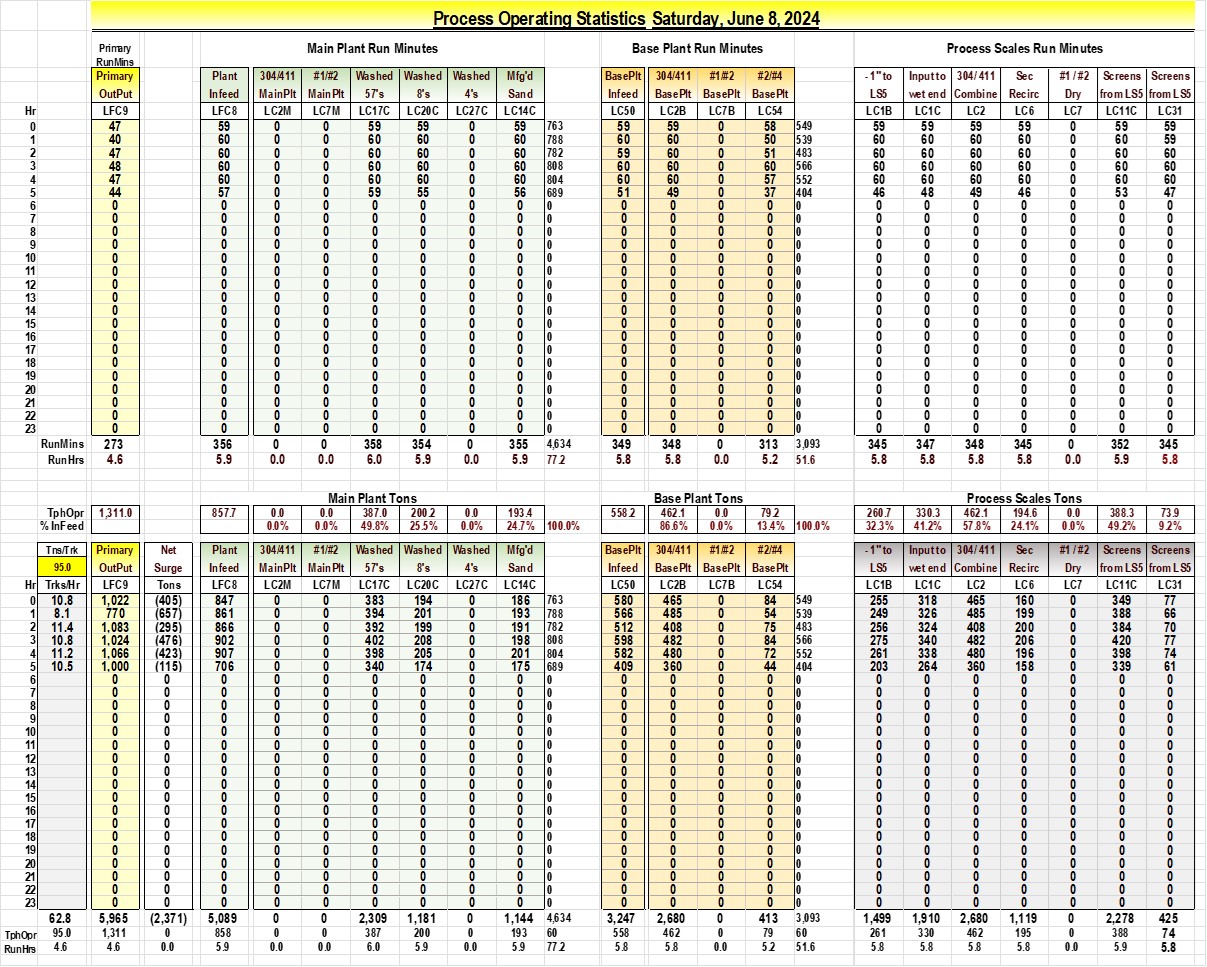 Process Operating Statistics Saturday, June 8, 2024
Primary Main Plant Run Minutes Base Plant Run Minutes Process Scales Run Minutes
RunMins
Primary Plant 304/411 #1/#2 Washed Washed Washed Mfg'd BasePlt 304/411 #1/#2 #2/#4 - 1" to Input to 304/ 411 Sec #1 / #2 Screens Screens
OutPut Infeed MainPlt Main Plt 57's 8's 4's Sand Infeed BasePlt BasePlt BasePlt LS5 wet end Combine Recirc Dry from LS5 from LS5
Hr LFC9 LFC8 LC2M LC7M LC17C LC20C LC27C LC14C LC50 LC2B LC7B LC54 LC1B LC1C LC2 LC6 LC7 LC11C LC31
0 47 59 0 0 59 59 0 59 763 59 59 0 58 549 59 59 59 59 0 59 59
1 40 60 0 0 60 60 0 60 788 60 60 0 50 539 60 60 60 60 0 60 59
2 47 60 0 0 60 60 0 60 782 59 60 0 51 483 60 60 60 60 0 60 60
3 48 60 0 0 60 60 0 60 808 60 60 0 60 566 60 60 60 60 0 60 60
4 47 60 0 0 60 60 0 60 804 60 60 0 57 552 60 60 60 60 0 60 60
5 44 57 0 0 59 55 0 56 689 51 49 0 37 404 46 48 49 46 0 53 47
6 0 0 0 0 0 0 0 0 0 0 0 0 0 0 0 0 0 0 0 0 0
7 0 0 0 0 0 0 0 0 0 0 0 0 0 0 0 0 0 0 0 0 0
8 0 0 0 0 0 0 0 0 0 0 0 0 0 0 0 0 0 0 0 0 0
9 0 0 0 0 0 0 0 0 0 0 0 0 0 0 0 0 0 0 0 0 0
10 0 0 0 0 0 0 0 0 0 0 0 0 0 0 0 0 0 0 0 0 0
11 0 0 0 0 0 0 0 0 0 0 0 0 0 0 0 0 0 0 0 0 0
12 0 0 0 0 0 0 0 0 0 0 0 0 0 0 0 0 0 0 0 0 0
13 0 0 0 0 0 0 0 0 0 0 0 0 0 0 0 0 0 0 0 0 0
14 0 0 0 0 0 0 0 0 0 0 0 0 0 0 0 0 0 0 0 0 0
15 0 0 0 0 0 0 0 0 0 0 0 0 0 0 0 0 0 0 0 0 0
16 0 0 0 0 0 0 0 0 0 0 0 0 0 0 0 0 0 0 0 0 0
17 0 0 0 0 0 0 0 0 0 0 0 0 0 0 0 0 0 0 0 0 0
18 0 0 0 0 0 0 0 0 0 0 0 0 0 0 0 0 0 0 0 0 0
19 0 0 0 0 0 0 0 0 0 0 0 0 0 0 0 0 0 0 0 0 0
20 0 0 0 0 0 0 0 0 0 0 0 0 0 0 0 0 0 0 0 0 0
21 0 0 0 0 0 0 0 0 0 0 0 0 0 0 0 0 0 0 0 0 0
22 0 0 0 0 0 0 0 0 0 0 0 0 0 0 0 0 0 0 0 0 0
23 0 0 0 0 0 0 0 0 0 0 0 0 0 0 0 0 0 0 0 0 0
RunMins 273 356 0 0 358 354 0 355 4,634 349 348 0 313 3,093 345 347 348 345 0 352 345
Run Hrs 4.6 5.9 0.0 0.0 6.0 5.9 0.0 5.9 77.2 5.8 5.8 0.0 5.2 51.6 5.8 5.8 5.8 5.8 0.0 5.9 5.8
Main Plant Tons Base Plant Tons Process Scales Tons
TphOpr 1,311.0 857.7 0.0 0.0 387.0 200.2 0.0 193.4 558.2 462.1 0.0 79.2 260.7 330.3 462.1 194.6 0.0 388.3 73.9
% InFeed 0.0% 0.0% 49.8% 25.5% 0.0% 24.7% 100.0% 86.6% 0.0% 13.4% 100.0% 32.3% 41.2% 57.8% 24.1% 0.0% 49.2% 9.2%
Tns/Trk Primary Net Plant 304/411 #1/#2 Washed Washed Washed Mfg'd BasePlt 304/411 #1/#2 #2/#4 - 1" to Input to 304/ 411 Sec #1 / #2 Screens Screens
95.0 OutPut Surge Infeed MainPlt Main Plt 57's 8's 4's Sand Infeed BasePlt BasePlt BasePlt LS5 wet end Combine Recirc Dry from LS5 from LS5
Hr Trks/Hr LFC9 Tons LFC8 LC2M LC7M LC17C LC20C LC27C LC14C LC50 LC2B LC7B LC54 LC1B LC1C LC2 LC6 LC7 LC11C LC31
0 10.8 1,022 (405) 847 0 0 383 194 0 186 763 580 465 0 84 549 255 318 465 160 0 349 77
1 8.1 770 (657) 861 0 0 394 201 0 193 788 566 485 0 54 539 249 326 485 199 0 388 66
2 11.4 1,083 (295) 866 0 0 392 199 0 191 782 512 408 0 75 483 256 324 408 200 0 384 70
3 10.8 1,024 (476) 902 0 0 402 208 0 198 808 598 482 0 84 566 275 340 482 206 0 420 77
4 11.2 1,066 (423) 907 0 0 398 205 0 201 804 582 480 0 72 552 261 338 480 196 0 398 74
5 10.5 1,000 (115) 706 0 0 340 174 0 175 689 409 360 0 44 404 203 264 360 158 0 339 61
6 0 0 0 0 0 0 0 0 0 0 0 0 0 0 0 0 0 0 0 0 0 0
7 0 0 0 0 0 0 0 0 0 0 0 0 0 0 0 0 0 0 0 0 0 0
8 0 0 0 0 0 0 0 0 0 0 0 0 0 0 0 0 0 0 0 0 0 0
9 0 0 0 0 0 0 0 0 0 0 0 0 0 0 0 0 0 0 0 0 0 0
10 0 0 0 0 0 0 0 0 0 0 0 0 0 0 0 0 0 0 0 0 0 0
11 0 0 0 0 0 0 0 0 0 0 0 0 0 0 0 0 0 0 0 0 0 0
12 0 0 0 0 0 0 0 0 0 0 0 0 0 0 0 0 0 0 0 0 0 0
13 0 0 0 0 0 0 0 0 0 0 0 0 0 0 0 0 0 0 0 0 0 0
14 0 0 0 0 0 0 0 0 0 0 0 0 0 0 0 0 0 0 0 0 0 0
15 0 0 0 0 0 0 0 0 0 0 0 0 0 0 0 0 0 0 0 0 0 0
16 0 0 0 0 0 0 0 0 0 0 0 0 0 0 0 0 0 0 0 0 0 0
17 0 0 0 0 0 0 0 0 0 0 0 0 0 0 0 0 0 0 0 0 0 0
18 0 0 0 0 0 0 0 0 0 0 0 0 0 0 0 0 0 0 0 0 0 0
19 0 0 0 0 0 0 0 0 0 0 0 0 0 0 0 0 0 0 0 0 0 0
20 0 0 0 0 0 0 0 0 0 0 0 0 0 0 0 0 0 0 0 0 0 0
21 0 0 0 0 0 0 0 0 0 0 0 0 0 0 0 0 0 0 0 0 0 0
22 0 0 0 0 0 0 0 0 0 0 0 0 0 0 0 0 0 0 0 0 0 0
23 0 0 0 0 0 0 0 0 0 0 0 0 0 0 0 0 0 0 0 0 0 0
62.8 5,965 (2,371) 5,089 0 0 2,309 1,181 0 1,144 4,634 3,247 2,680 0 413 3,093 1,499 1,910 2,680 1,119 0 2,278 425
TphOpr 95.0 1,311 0 858 0 0 387 200 0 193 60 558 462 0 79 60 261 330 462 195 0 388 74
RunHrs 4.6 4.6 0.0 5.9 0.0 0.0 6.0 5.9 0.0 5.9 77.2 5.8 5.8 0.0 5.2 51.6 5.8 5.8 5.8 5.8 0.0 5.9 5.8